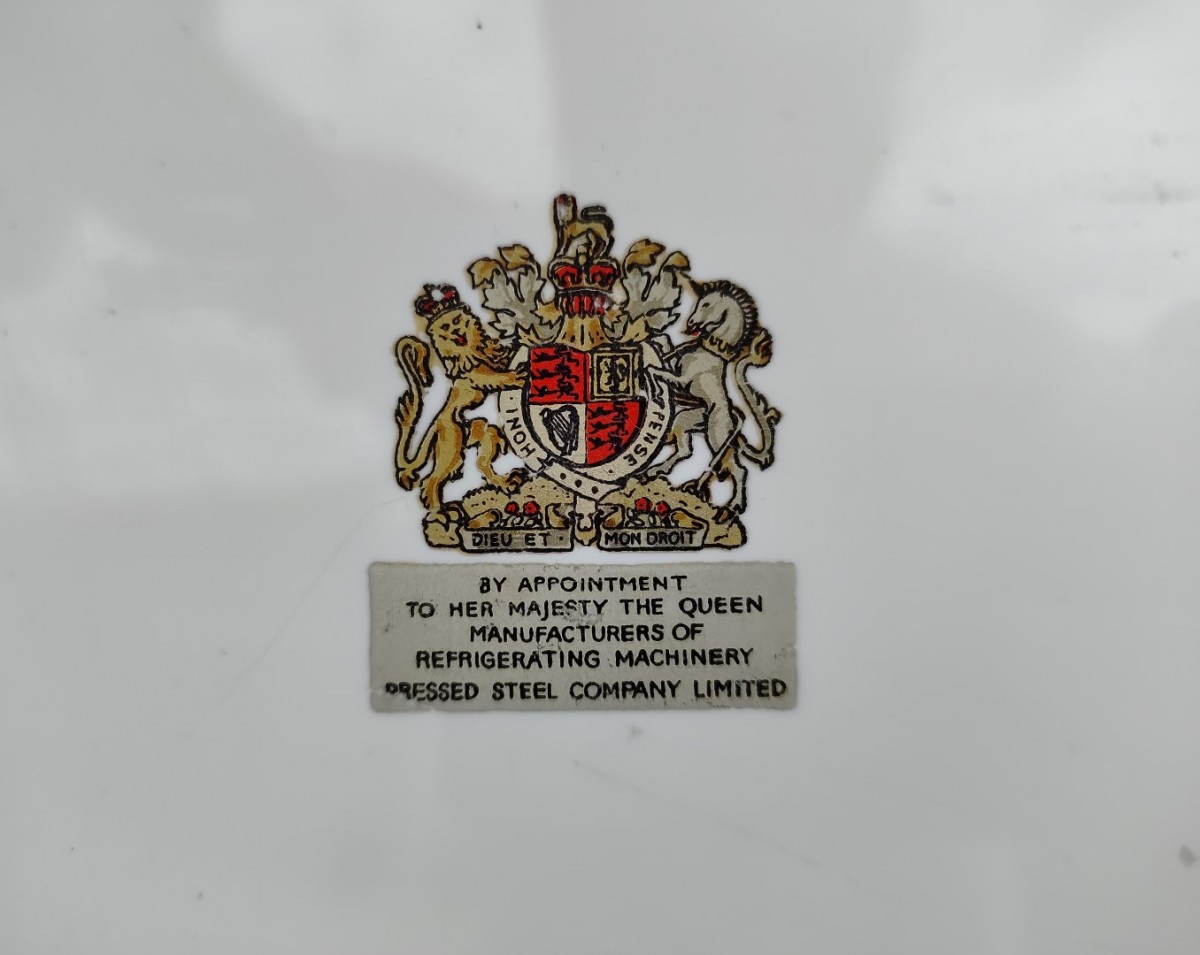 HONI
PENSE
DIEU ET
MON DROIT
BY APPOINTMENT
TO HER MAJESTY THE QUEEN
MANUFACTURERS OF
REFRIGERATING MACHINERY
PRESSED STEEL COMPANY LIMITED